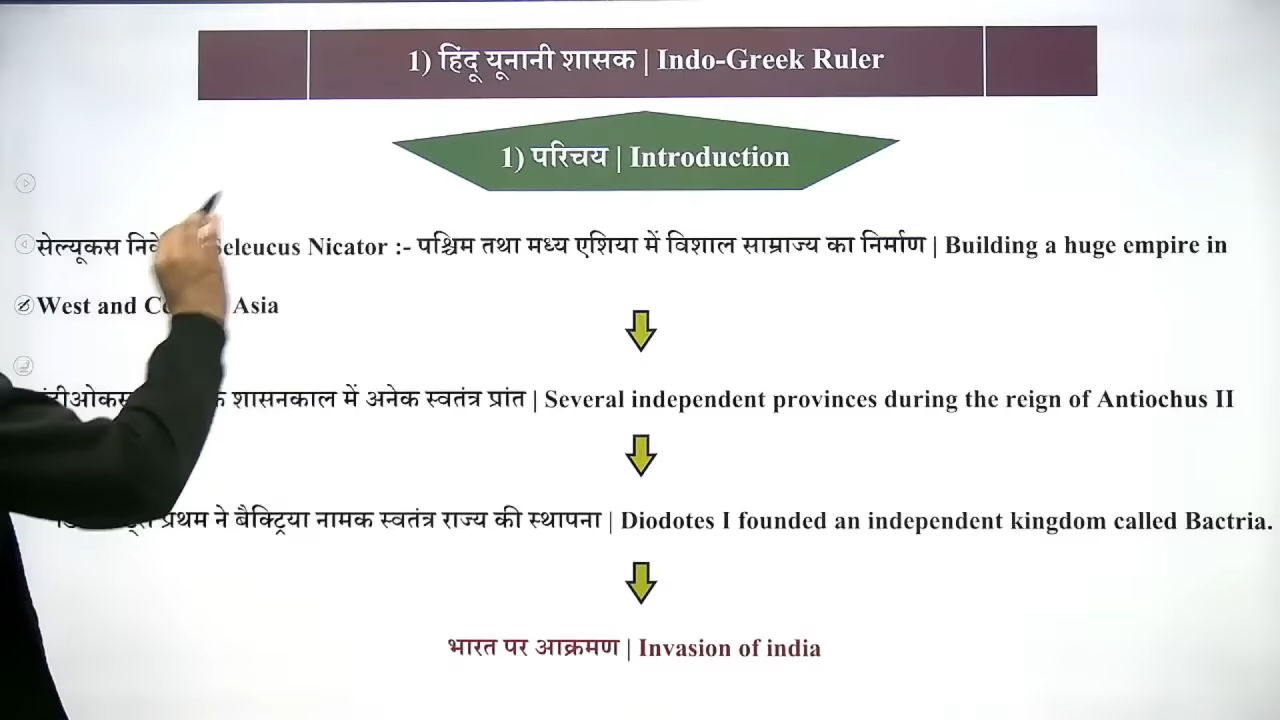 1) हिंदू यूनानी शासक | Indo-Greek Ruler
1) परिचय | Introduction
सेल्यूकस Seleucus Nicator :- पश्चिम तथा मध्य एशिया में विशाल साम्राज्य का निर्माण | Building a huge empire in
West and Asia
शासनकाल में अनेक स्वतंत्र प्रांत | Several independent provinces during the reign of Antiochus II
प्रथम ने बैक्ट्रिया नामक स्वतंत्र राज्य की स्थापना | Diodotes I founded an independent kingdom called Bactria.
भारत पर आक्रमण | Invasion of india